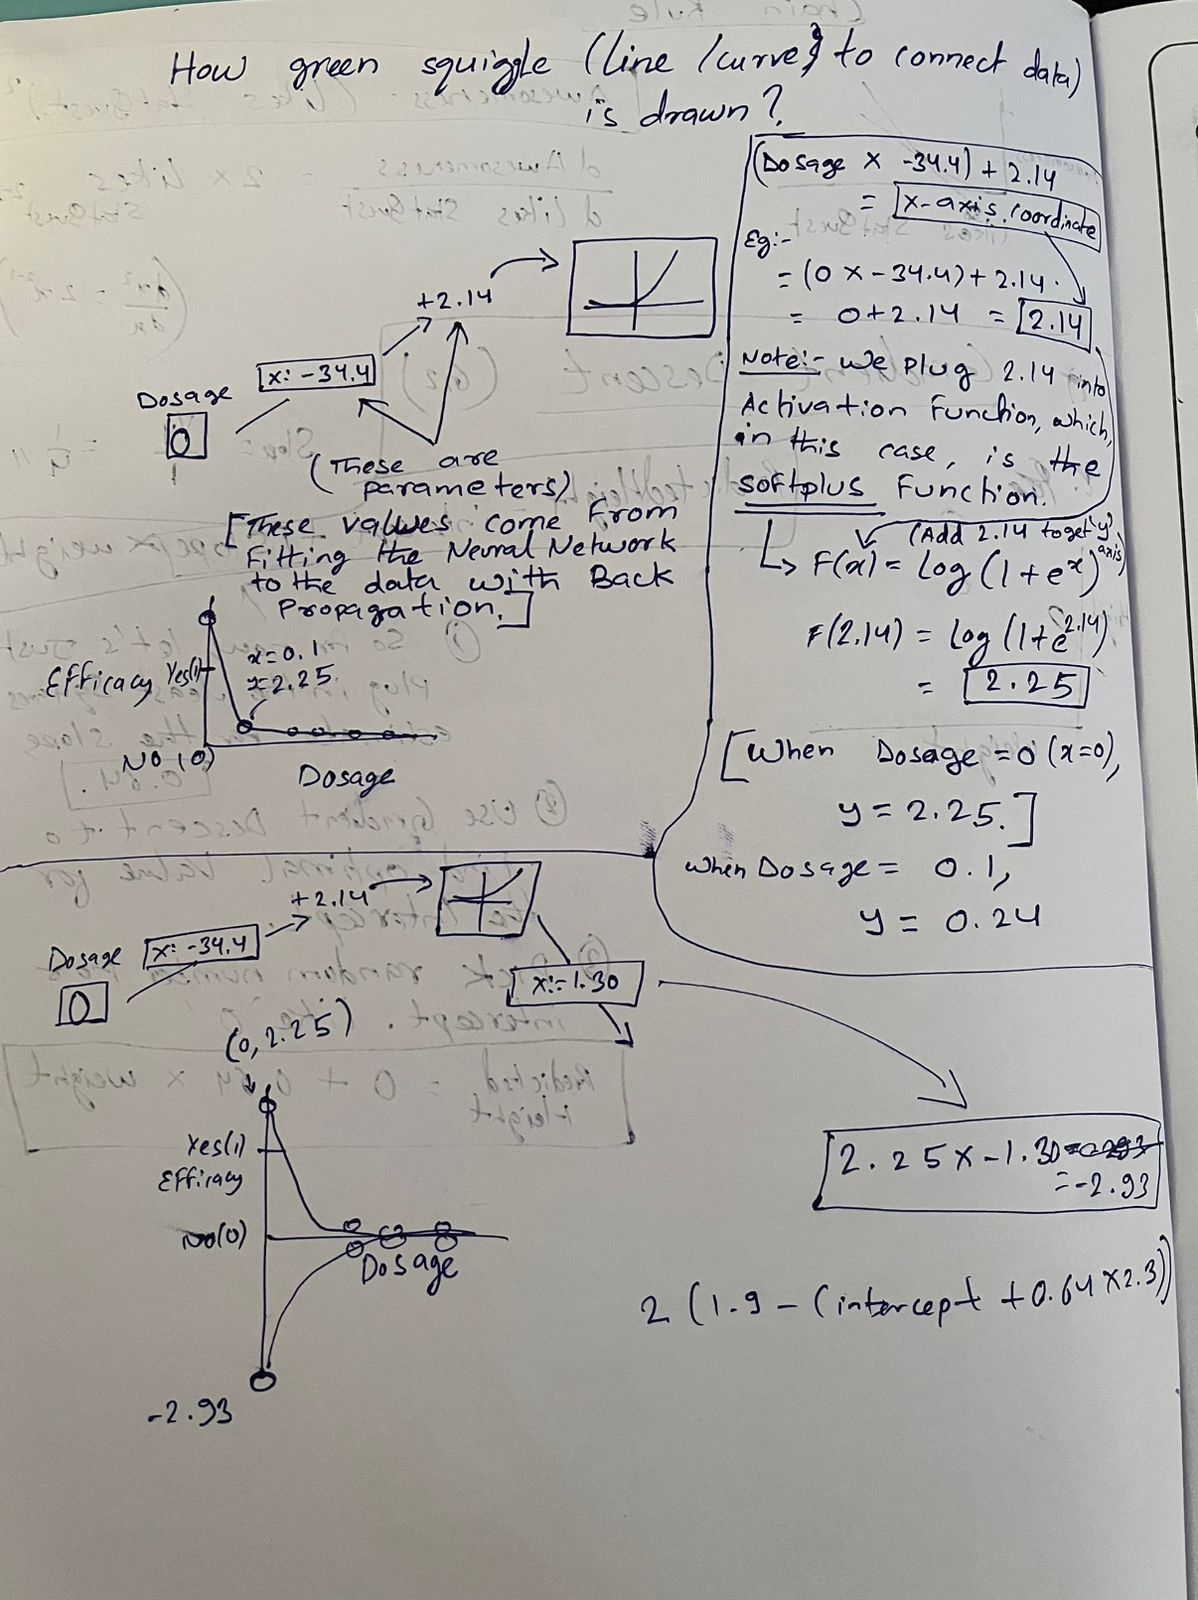 How green squiggle (line / curve} to connect data)
is drawn?
(Dosage X -34.4) + 2.14
= x-axis coordinate
Eg:-
= (0 x -34.4) + 2.14.
= 0+2.14 = 2.14
Note:- We plug 2.14 into
Activation Function, which,
in this case, is the
softplus Function.
(Add 2.14 to get 'y' axis)
F(x) = log (1+e^x)
F(2.14) = log (1+e^2.14)
= 2.25
[When Dosage = 0 (x=0),
y = 2.25.]
when Dosage = 0.1,
y = 0.24
+2.14
x: -34.4
Dosage
0
(These are
parameters)
[These values come From
Fitting the Neural Network
to the data with Back
Propagation.]
x=0.1
x=2.25
Efficacy Yes(1)
No (0)
Dosage
+2.14
Dosage x: -34.4
0
x:-1.30
(0, 2.25)
Yes(1)
Efficacy
No(0)
Dosage
-2.93
2.25 x -1.30
= -2.93
2 (1.9 - (intercept + 0.64 x 2.3))